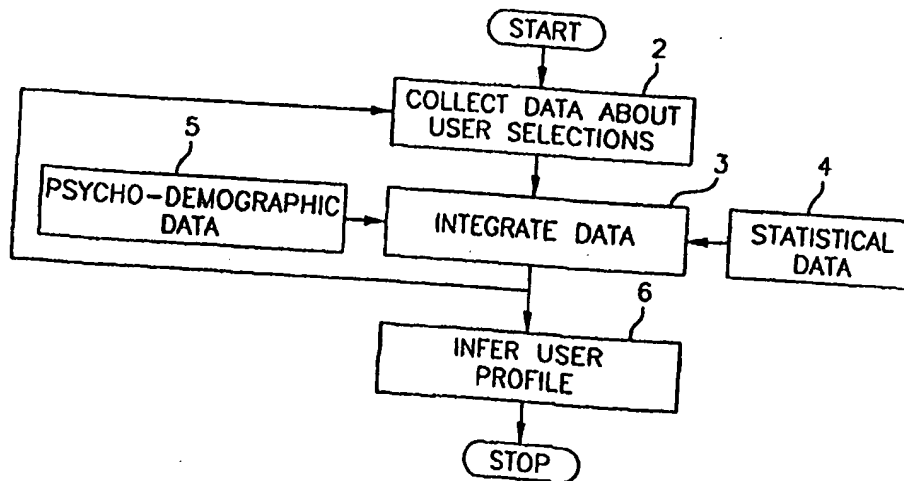 START
2
COLLECT DATA ABOUT
USER SELECTIONS
5
PSYCHO-DEMOGRAPHIC
DATA
3
INTEGRATE DATA
4
STATISTICAL
DATA
6
INFER USER
PROFILE
STOP